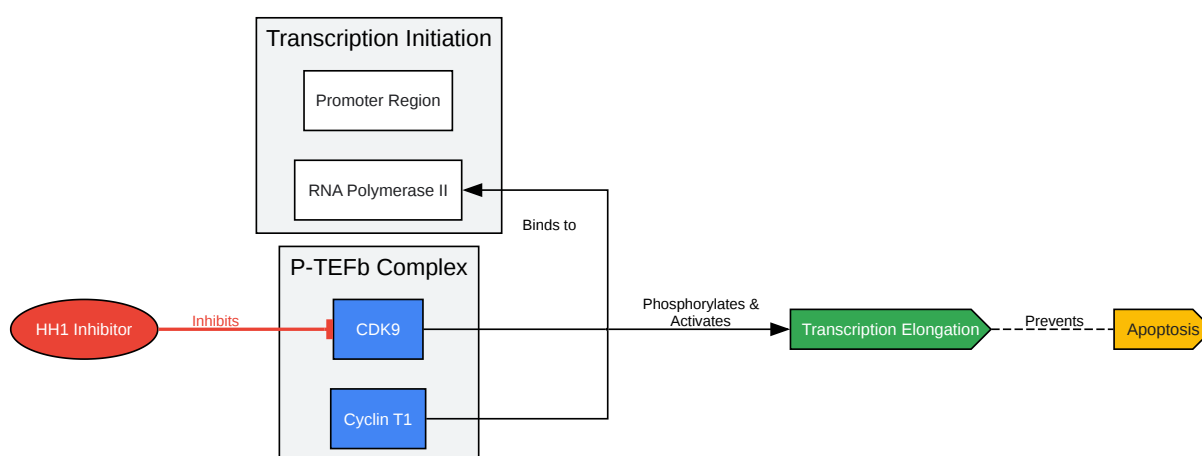 Transcription Initiation
Promoter Region
RNA Polymerase II
Binds to
P-TEFb Complex
HH1 Inhibitor
Inhibits
CDK9
Phosphorylates &
Activates
Transcription Elongation
Prevents
Apoptosis
Cyclin T1